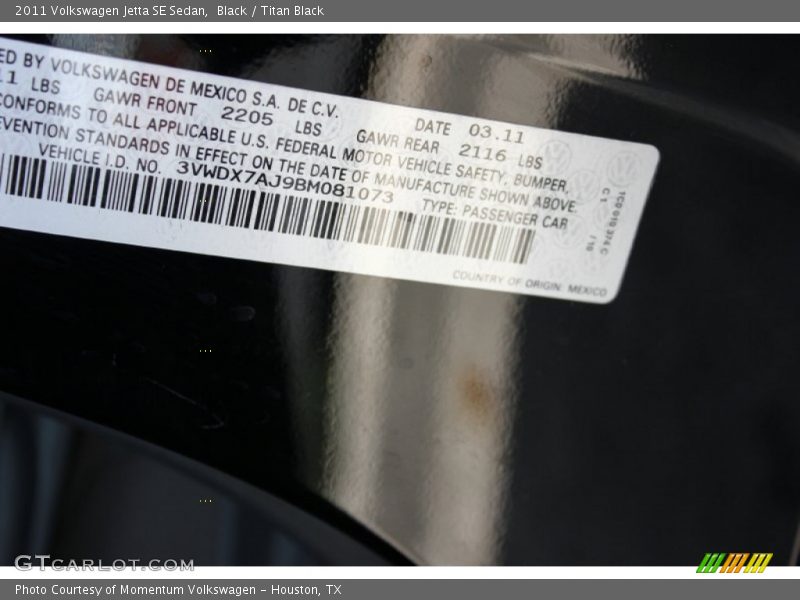 2011 Volkswagen Jetta SE Sedan, Black / Titan Black
ED BY VOLKSWAGEN DE MEXICO S.A. DE C.V.
11 LBS GAWR FRONT 2205 LBS DATE 03.11
GAWR REAR 2116 LBS
CONFORMS TO ALL APPLICABLE U.S. FEDERAL MOTOR VEHICLE SAFETY, BUMPER,
EVENTION STANDARDS IN EFFECT ON THE DATE OF MANUFACTURE SHOWN ABOVE.
VEHICLE I.D. NO. 3VWDX7AJ9BM081073 TYPE: PASSENGER CAR
COUNTRY OF ORIGIN: MEXICO
GTcarlot.com
Photo Courtesy of Momentum Volkswagen - Houston, TX